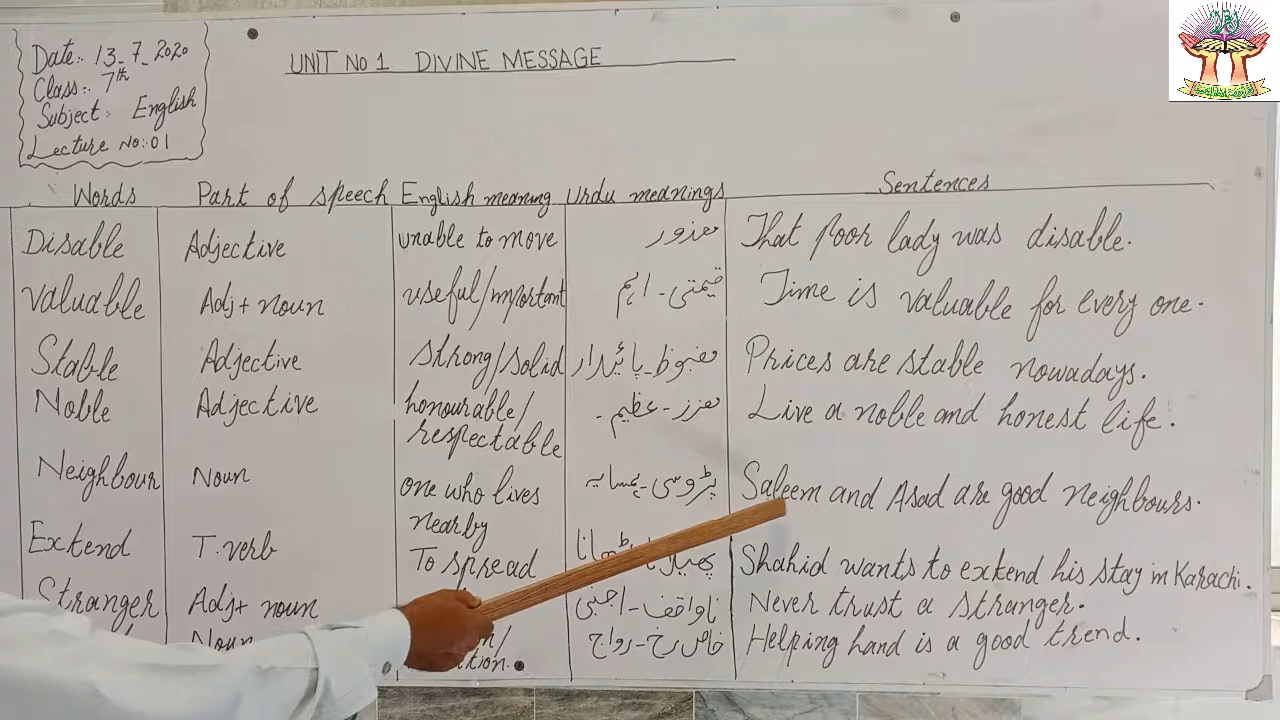 Date:- 13-7-2020
Class:- 7th
Subject: English
Lecture No:-01
UNIT No 1 DIVINE MESSAGE
Words Part of speech English meaning Urdu meanings Sentences
Disable Adjective unable to move معزور That poor lady was disable.
Valuable Adj+ noun useful/important قیمتی - اہم Time is valuable for every one.
Stable Adjective strong/solid مضبوط - پائیدار Prices are stable nowadays.
Noble Adjective honourable/ معزز - عظیم - Live a noble and honest life.
respectable
Neighbour Noun one who lives پڑوسی - ہمسایہ Saleem and Asad are good neighbours.
nearby
Extend T. verb To spread Shahid wants to extend his stay in Karachi.
Stranger Adj+ noun ناواقف - اجنبی Never trust a stranger.
Noun خاص رخ - رواج Helping hand is a good trend.